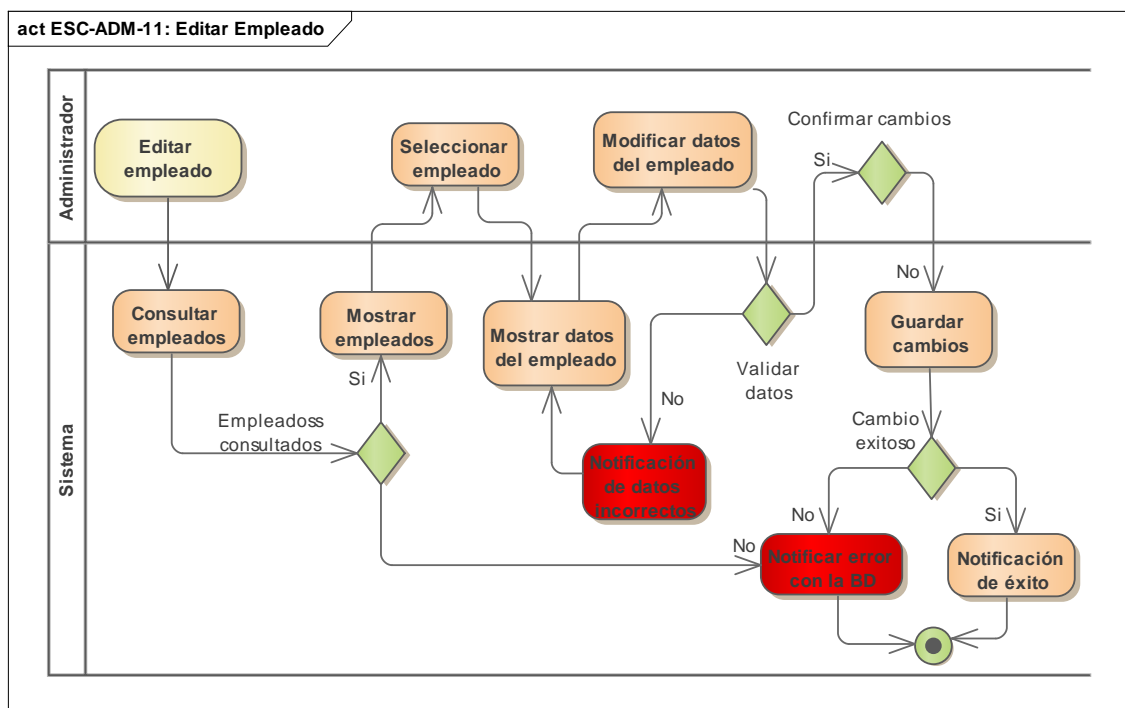 act ESC-ADM-11: Editar Empleado
Administrador
Editar
empleado
Seleccionar
empleado
Modificar datos
del empleado
Confirmar cambios
Si
Sistema
Consultar
empleados
Mostrar
empleados
Mostrar datos
del empleado
No
Guardar
cambios
Validar
datos
Si
Empleadoss
consultados
No
Cambio
exitoso
Notificación
de datos
incorrectos
No
Si
No
Notificar error
con la BD
Notificación
de éxito